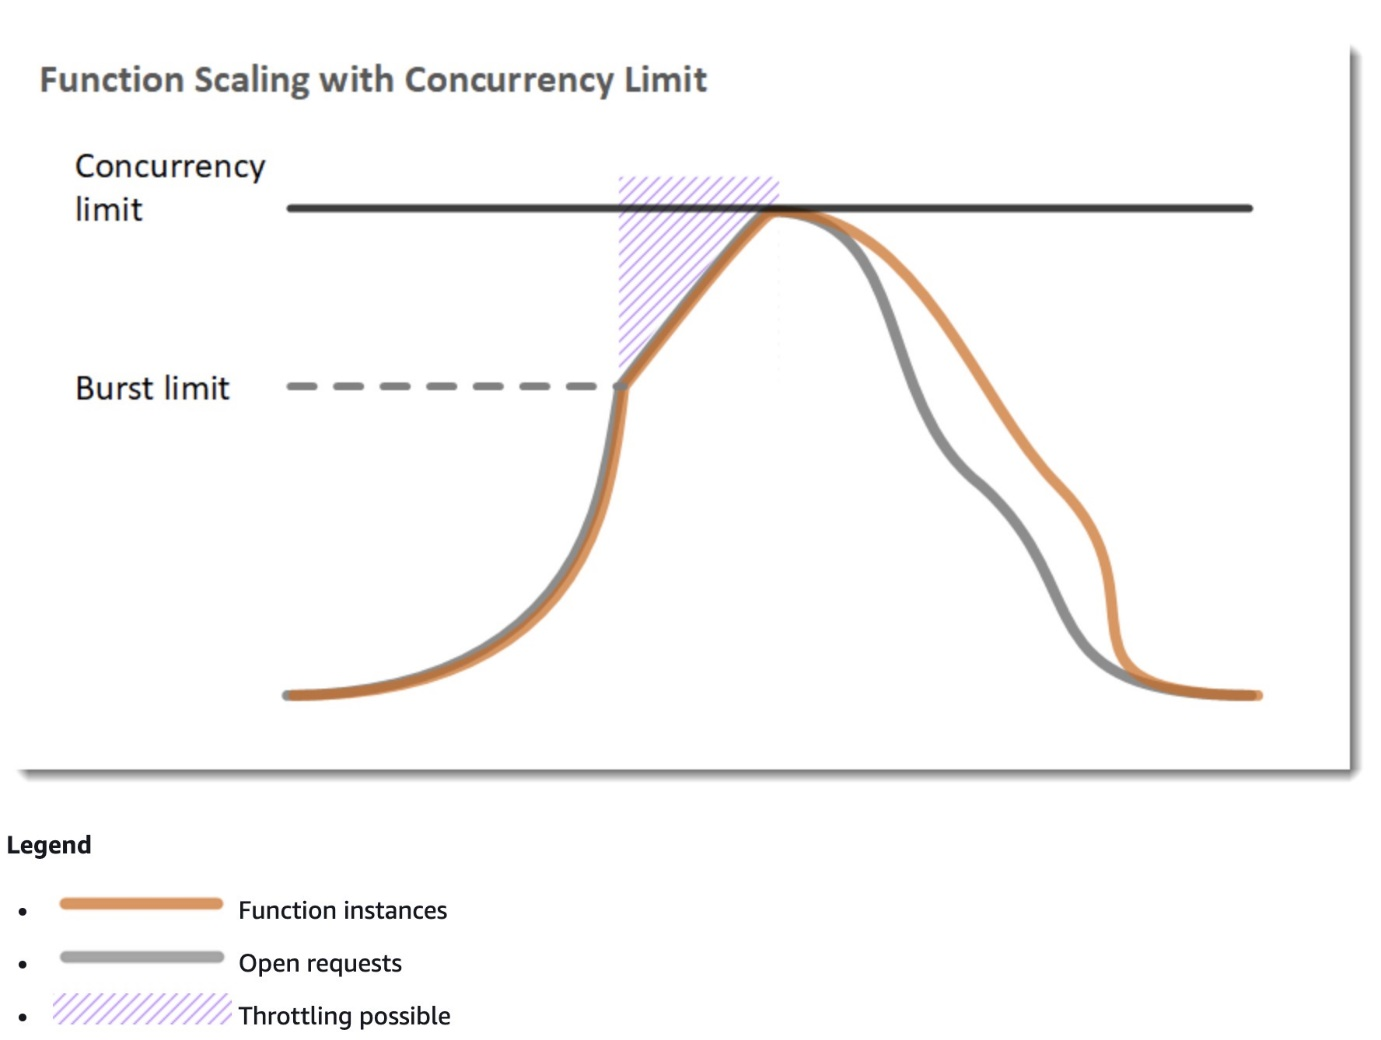 Function Scaling with Concurrency Limit
Concurrency
limit
Burst limit
Legend
Function instances
Open requests
Throttling possible